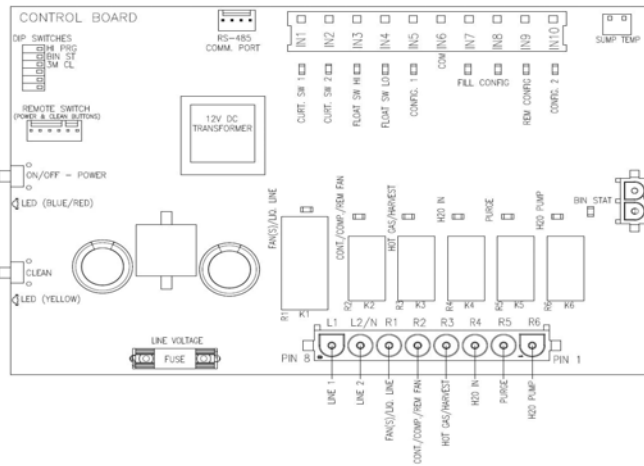 CONTROL BOARD
DIP SWITCHES
HI PRG
BIN ST
3M CL
RS-485
COMM. PORT
IN1
IN2
IN3
IN4
IN5
IN6
IN7
IN8
IN9
IN10
SUMP TEMP
CURT. SW 1
CURT. SW 2
FLOAT SW HI
FLOAT SW LO
CONFIG. 1
COM
FILL CONFIG
REM CONFIG
CONFIG. 2
REMOTE SWITCH
(POWER & CLEAN BUTTONS)
12V DC
TRANSFORMER
ON/OFF - POWER
LED (BLUE/RED)
CLEAN
LED (YELLOW)
FAN(S)/LIQ. LINE
CONT./COMP./REM FAN
HOT GAS/HARVEST
H20 IN
PURGE
H20 PUMP
BIN STAT
R1
K1
R2
K2
R3
K3
R4
K4
R5
K5
R6
K6
LINE VOLTAGE
FUSE
L1
L2/N
R1
R2
R3
R4
R5
R6
PIN 8
PIN 1
LINE 1
LINE 2
FAN(S)/LIQ. LINE
CONT./COMP./REM FAN
HOT GAS/HARVEST
H20 IN
PURGE
H20 PUMP